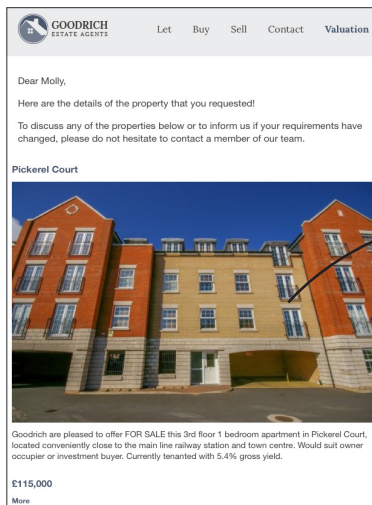 GOODRICH
ESTATE AGENTS
Let Buy Sell Contact Valuation
Dear Molly,
Here are the details of the property that you requested!
To discuss any of the properties below or to inform us if your requirements have
changed, please do not hesitate to contact a member of our team.
Pickerel Court
Goodrich are pleased to offer FOR SALE this 3rd floor 1 bedroom apartment in Pickerel Court,
located conveniently close to the main line railway station and town centre. Would suit owner
occupier or investment buyer. Currently tenanted with 5.4% gross yield.
£115,000
More